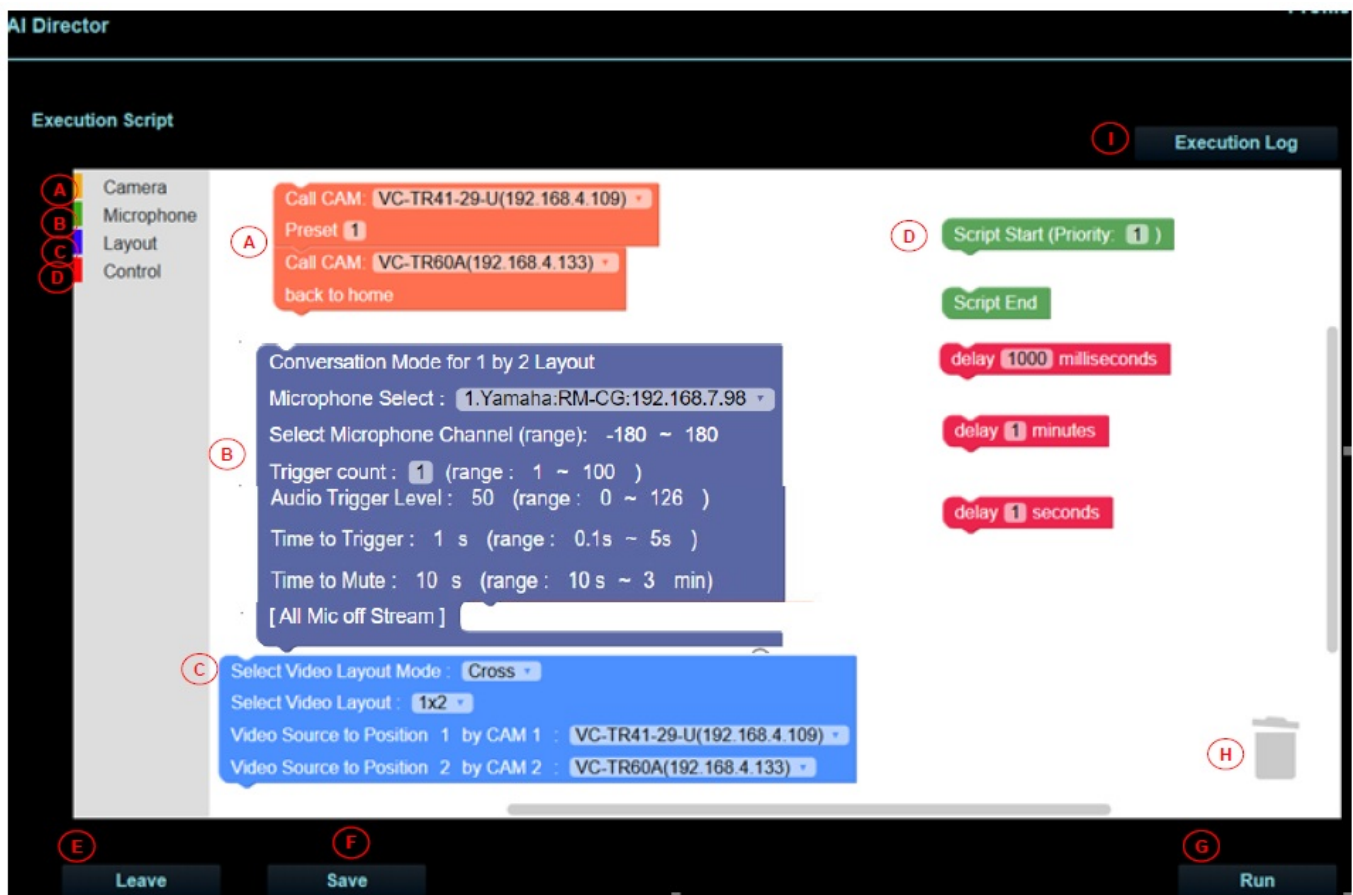 AI Director
Execution Script
I
Execution Log
A
Camera
B
Microphone
C
Layout
D
Control
A
Call CAM: VC-TR41-29-U(192.168.4.109)
Preset 1
Call CAM: VC-TR60A(192.168.4.133)
back to home
B
Conversation Mode for 1 by 2 Layout
Microphone Select : 1.Yamaha:RM-CG:192.168.7.98
Select Microphone Channel (range): -180 ~ 180
Trigger count : 1 (range : 1 ~ 100 )
Audio Trigger Level : 50 (range : 0 ~ 126 )
Time to Trigger : 1 s (range : 0.1s ~ 5s )
Time to Mute : 10 s (range : 10 s ~ 3 min)
[ All Mic off Stream ]
C
Select Video Layout Mode : Cross
Select Video Layout : 1x2
Video Source to Position 1 by CAM 1 : VC-TR41-29-U(192.168.4.109)
Video Source to Position 2 by CAM 2 : VC-TR60A(192.168.4.133)
D
Script Start (Priority: 1 )
Script End
delay 1000 milliseconds
delay 1 minutes
delay 1 seconds
H
E
Leave
F
Save
G
Run